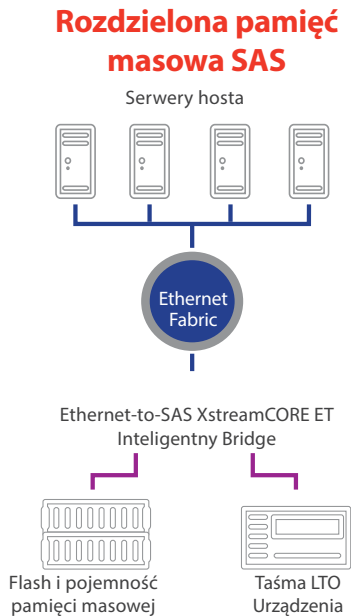 Rozdzielona pamięć
masowa SAS
Serwery hosta
Ethernet
Fabric
Ethernet-to-SAS XstreamCORE ET
Inteligentny Bridge
Flash i pojemność
pamięci masowej
Taśma LTO
Urządzenia